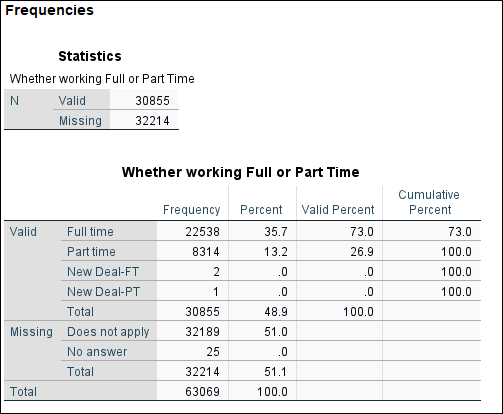 Frequencies
Statistics
Whether working Full or Part Time
N Valid 30855
Missing 32214
Whether working Full or Part Time
Frequency Percent Valid Percent Cumulative Percent
Valid Full time 22538 35.7 73.0 73.0
Part time 8314 13.2 26.9 100.0
New Deal-FT 2 .0 .0 100.0
New Deal-PT 1 .0 .0 100.0
Total 30855 48.9 100.0
Missing Does not apply 32189 51.0
No answer 25 .0
Total 32214 51.1
Total 63069 100.0